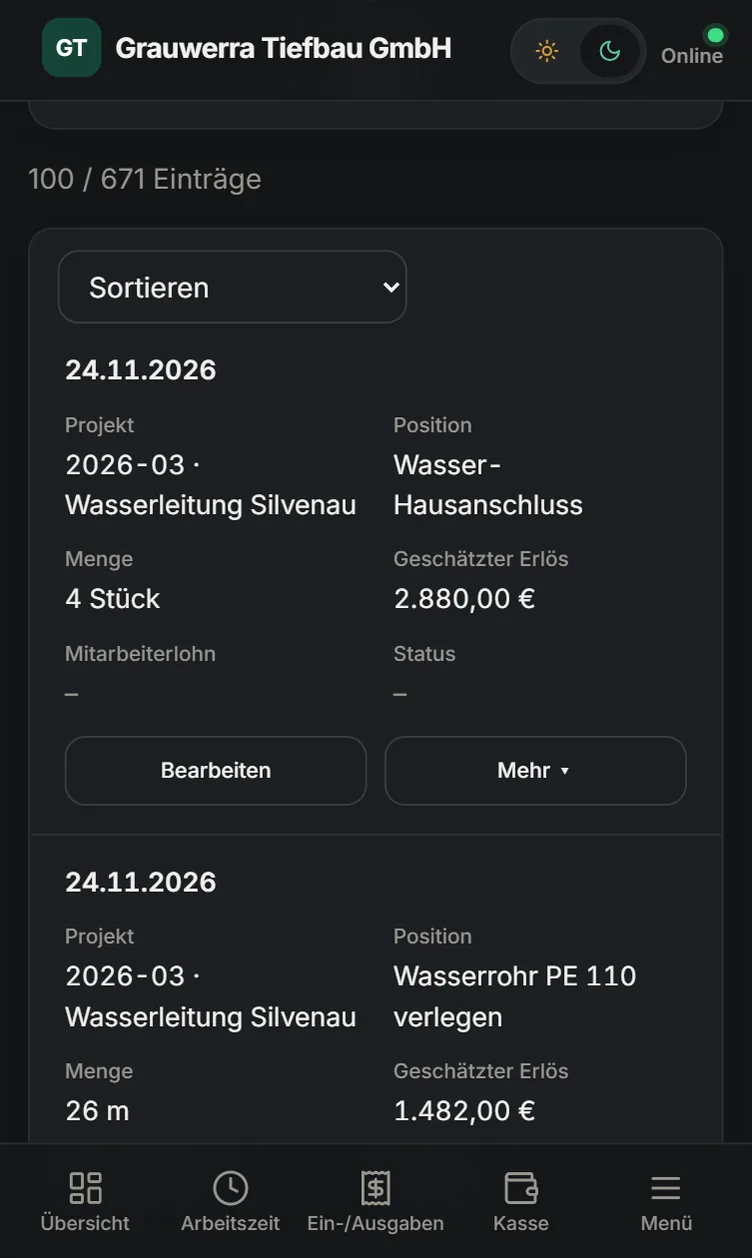 GT Grauwerra Tiefbau GmbH Online
100 / 671 Einträge
Sortieren
24.11.2026
Projekt Position
2026-03 · Wasser-
Wasserleitung Silvenau Hausanschluss
Menge Geschätzter Erlös
4 Stück 2.880,00 €
Mitarbeiterlohn Status
– –
Bearbeiten Mehr ▾
24.11.2026
Projekt Position
2026-03 · Wasserrohr PE 110
Wasserleitung Silvenau verlegen
Menge Geschätzter Erlös
26 m 1.482,00 €
Übersicht Arbeitszeit Ein-/Ausgaben Kasse Menü